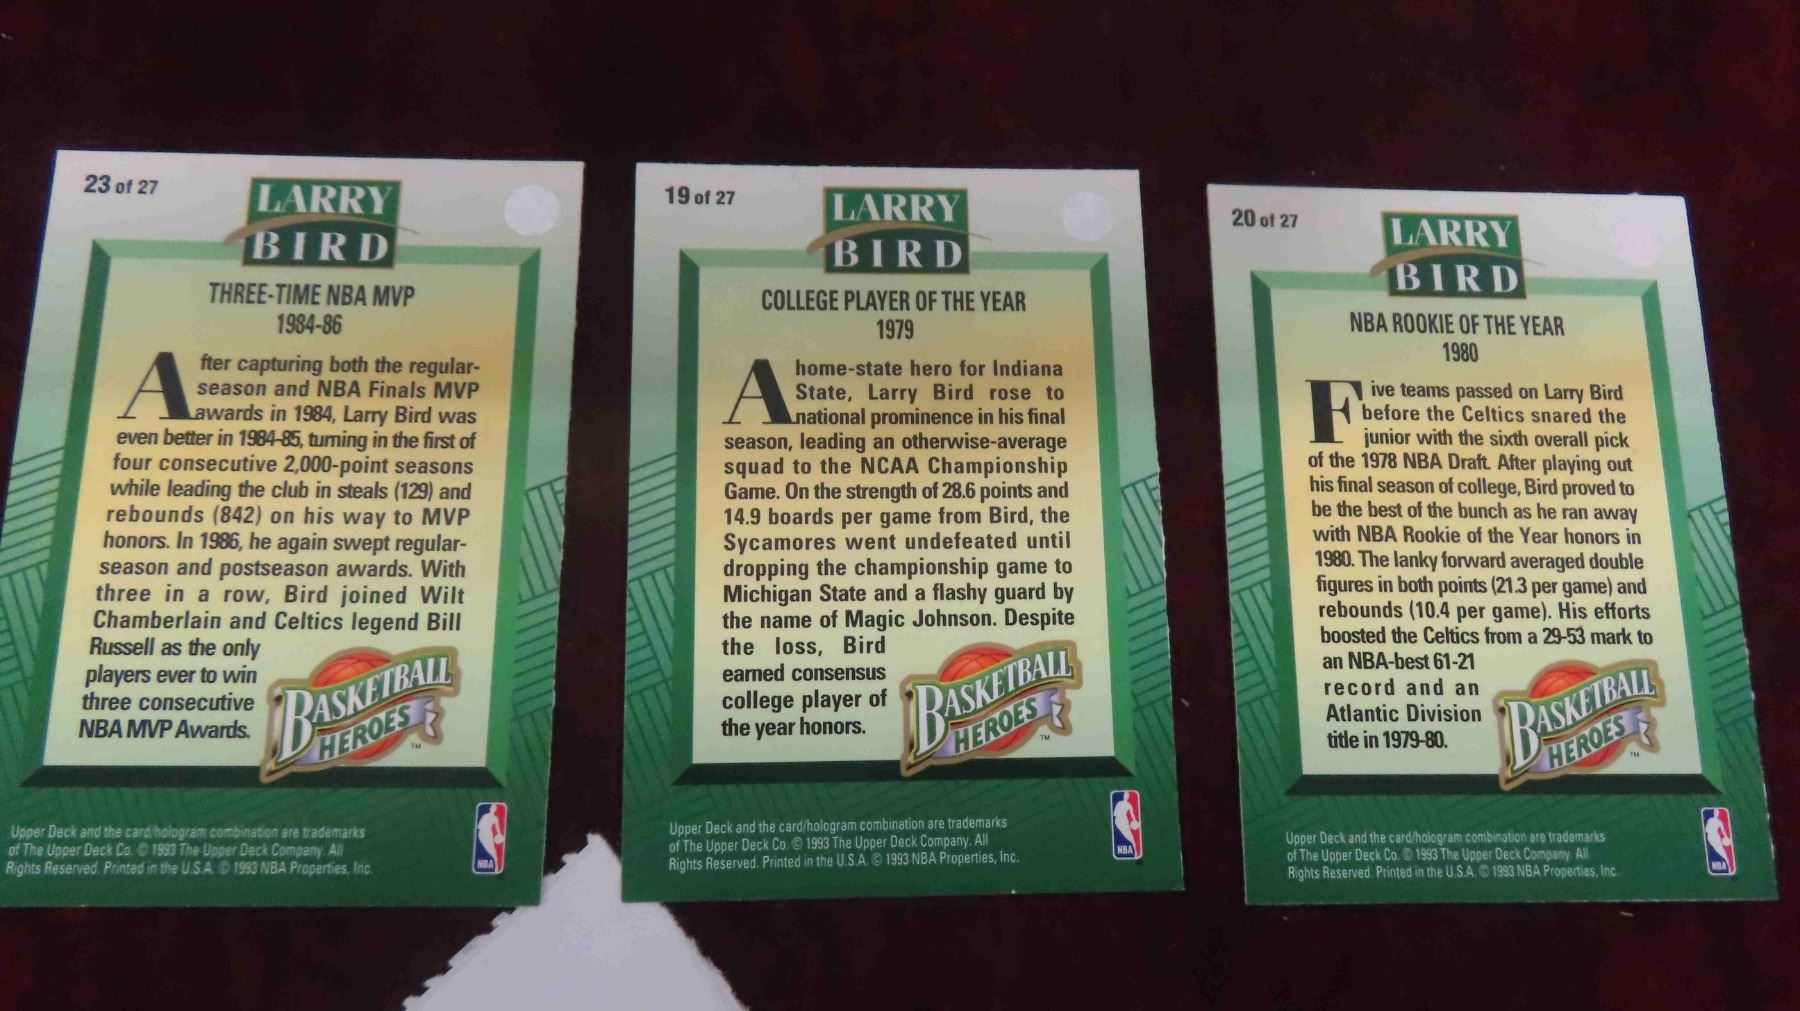 23 of 27
LARRY
BIRD
THREE-TIME NBA MVP
1984-86
After capturing both the regular-
season and NBA Finals MVP
awards in 1984, Larry Bird was
even better in 1984-85, turning in the first of
four consecutive 2,000-point seasons
while leading the club in steals (129) and
rebounds (842) on his way to MVP
honors. In 1986, he again swept regular-
season and postseason awards. With
three in a row, Bird joined Wilt
Chamberlain and Celtics legend Bill
Russell as the only
players ever to win
three consecutive
NBA MVP Awards.
BASKETBALL
HEROES
TM
Upper Deck and the card/hologram combination are trademarks
of The Upper Deck Co. © 1993 The Upper Deck Company. All
Rights Reserved. Printed in the U.S.A. © 1993 NBA Properties, Inc.
NBA
19 of 27
LARRY
BIRD
COLLEGE PLAYER OF THE YEAR
1979
A home-state hero for Indiana
State, Larry Bird rose to
national prominence in his final
season, leading an otherwise-average
squad to the NCAA Championship
Game. On the strength of 28.6 points and
14.9 boards per game from Bird, the
Sycamores went undefeated until
dropping the championship game to
Michigan State and a flashy guard by
the name of Magic Johnson. Despite
the loss, Bird
earned consensus
college player of
the year honors.
BASKETBALL
HEROES
TM
Upper Deck and the card/hologram combination are trademarks
of The Upper Deck Co. © 1993 The Upper Deck Company. All
Rights Reserved. Printed in the U.S.A. © 1993 NBA Properties, Inc.
NBA
20 of 27
LARRY
BIRD
NBA ROOKIE OF THE YEAR
1980
Five teams passed on Larry Bird
before the Celtics snared the
junior with the sixth overall pick
of the 1978 NBA Draft. After playing out
his final season of college, Bird proved to
be the best of the bunch as he ran away
with NBA Rookie of the Year honors in
1980. The lanky forward averaged double
figures in both points (21.3 per game) and
rebounds (10.4 per game). His efforts
boosted the Celtics from a 29-53 mark to
an NBA-best 61-21
record and an
Atlantic Division
title in 1979-80.
BASKETBALL
HEROES
TM
Upper Deck and the card/hologram combination are trademarks
of The Upper Deck Co. © 1993 The Upper Deck Company. All
Rights Reserved. Printed in the U.S.A. © 1993 NBA Properties, Inc.
NBA